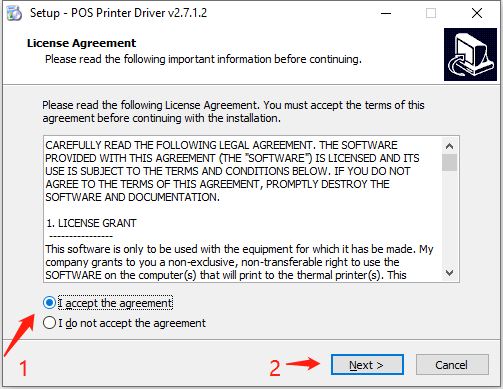 Setup - POS Printer Driver v2.7.1.2
License Agreement
Please read the following important information before continuing.
Please read the following License Agreement. You must accept the terms of this
agreement before continuing with the installation.
CAREFULLY READ THE FOLLOWING LEGAL AGREEMENT. THE SOFTWARE
PROVIDED WITH THIS AGREEMENT (THE "SOFTWARE") IS LICENSED AND ITS
USE IS SUBJECT TO THE TERMS AND CONDITIONS BELOW. IF YOU DO NOT
AGREE TO THE TERMS OF THIS AGREEMENT, PROMPTLY DESTROY THE
SOFTWARE AND DOCUMENTATION.
1. LICENSE GRANT
----------------
This software is only to be used with the equipment for which it has be made. My
company grants to you a non-exclusive, non-transferable right to use the
SOFTWARE on the computer(s) that will print to the thermal printer(s). This
I accept the agreement
I do not accept the agreement
1
2
Next >
Cancel